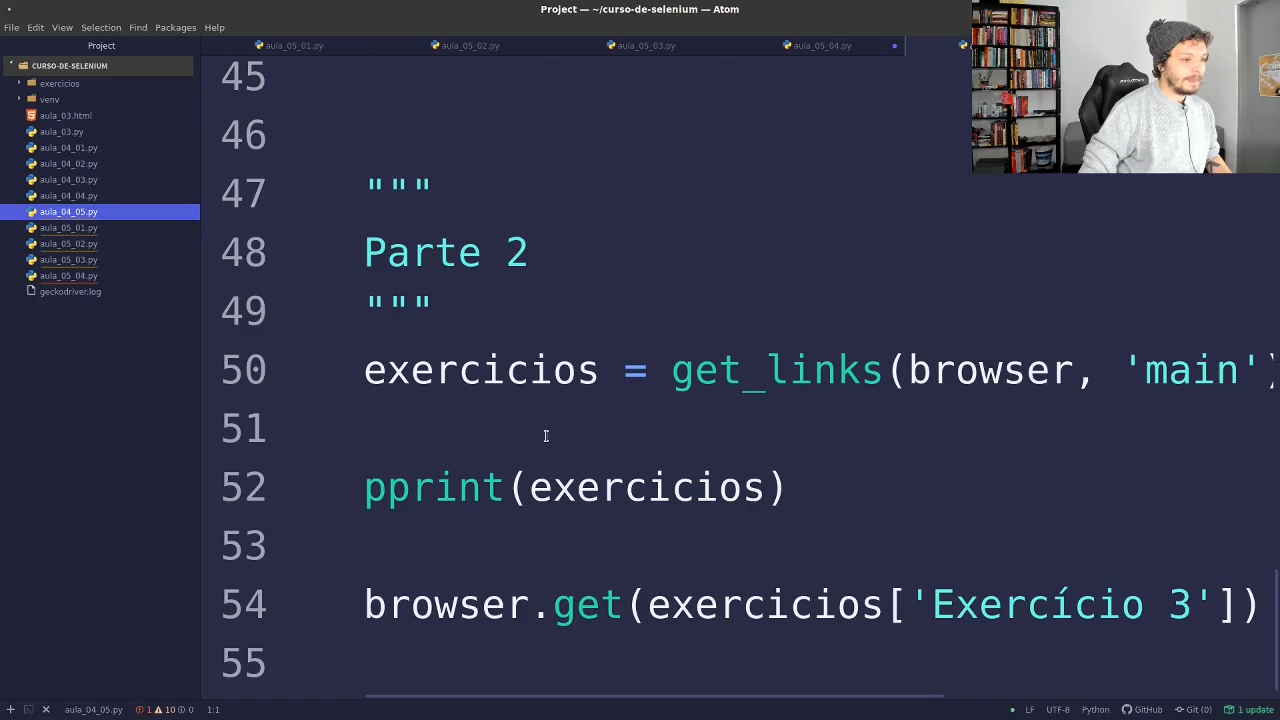 Project — ~/curso-de-selenium — Atom
File Edit View Selection Find Packages Help
Project
aula_05_01.py
aula_05_02.py
aula_05_03.py
aula_05_04.py
CURSO-DE-SELENIUM
exercicios
venv
aula_03.html
aula_03.py
aula_04_01.py
aula_04_02.py
aula_04_03.py
aula_04_04.py
aula_04_05.py
aula_05_01.py
aula_05_02.py
aula_05_03.py
aula_05_04.py
geckodriver.log
45
46
47 """
48 Parte 2
49 """
50 exercicios = get_links(browser, 'main')
51
52 pprint(exercicios)
53
54 browser.get(exercicios['Exercício 3'])
55
1 10 0 aula_04_05.py 1:1 LF UTF-8 Python GitHub Git (0) 1 update